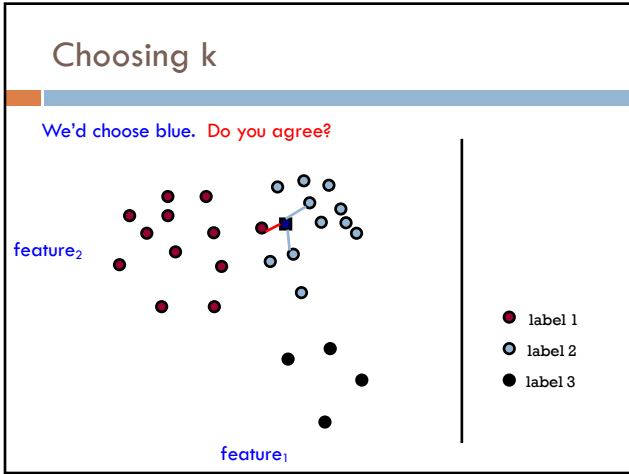 Choosing k
We'd choose blue. Do you agree?
feature₂
label 1
label 2
label 3
feature₁